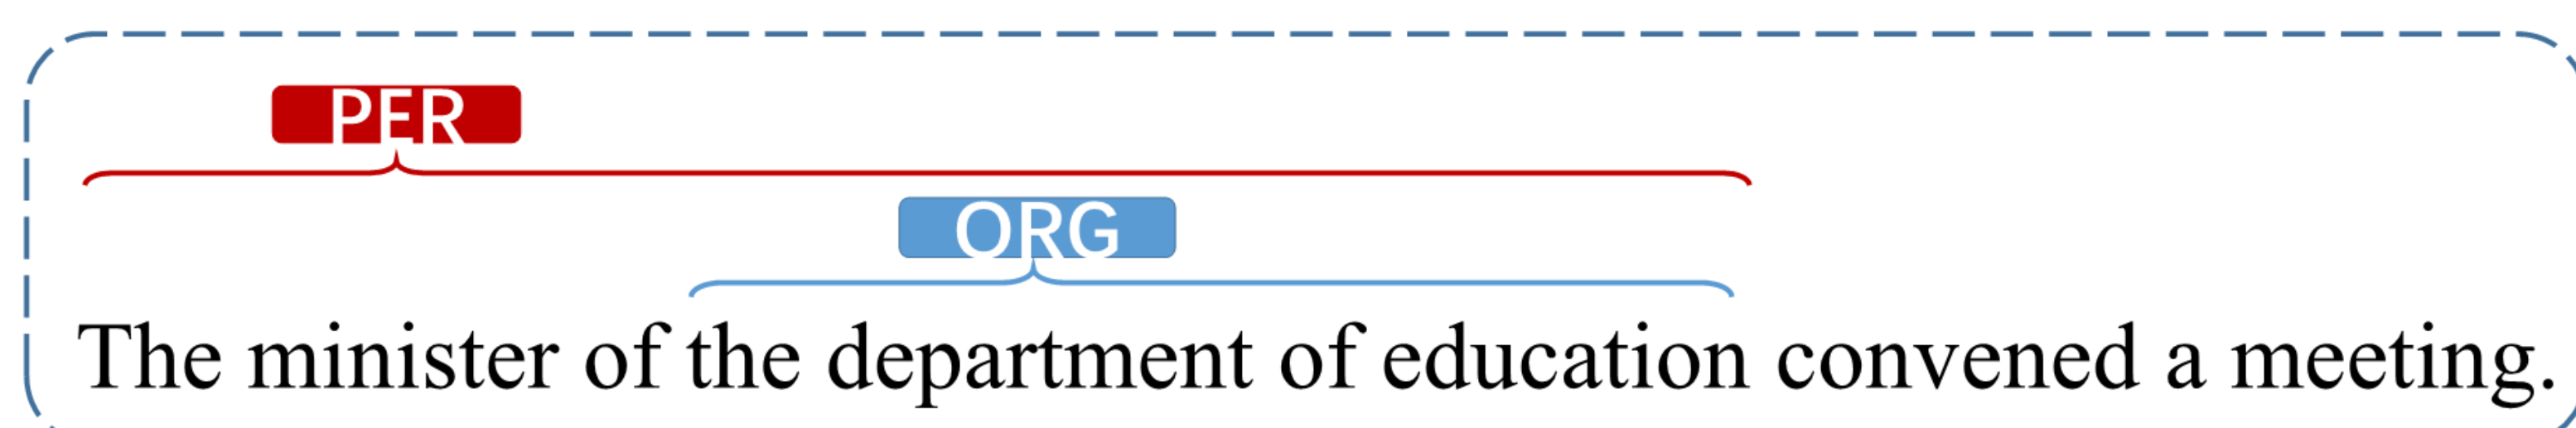 PER
ORG
The minister of the department of education convened a meeting.